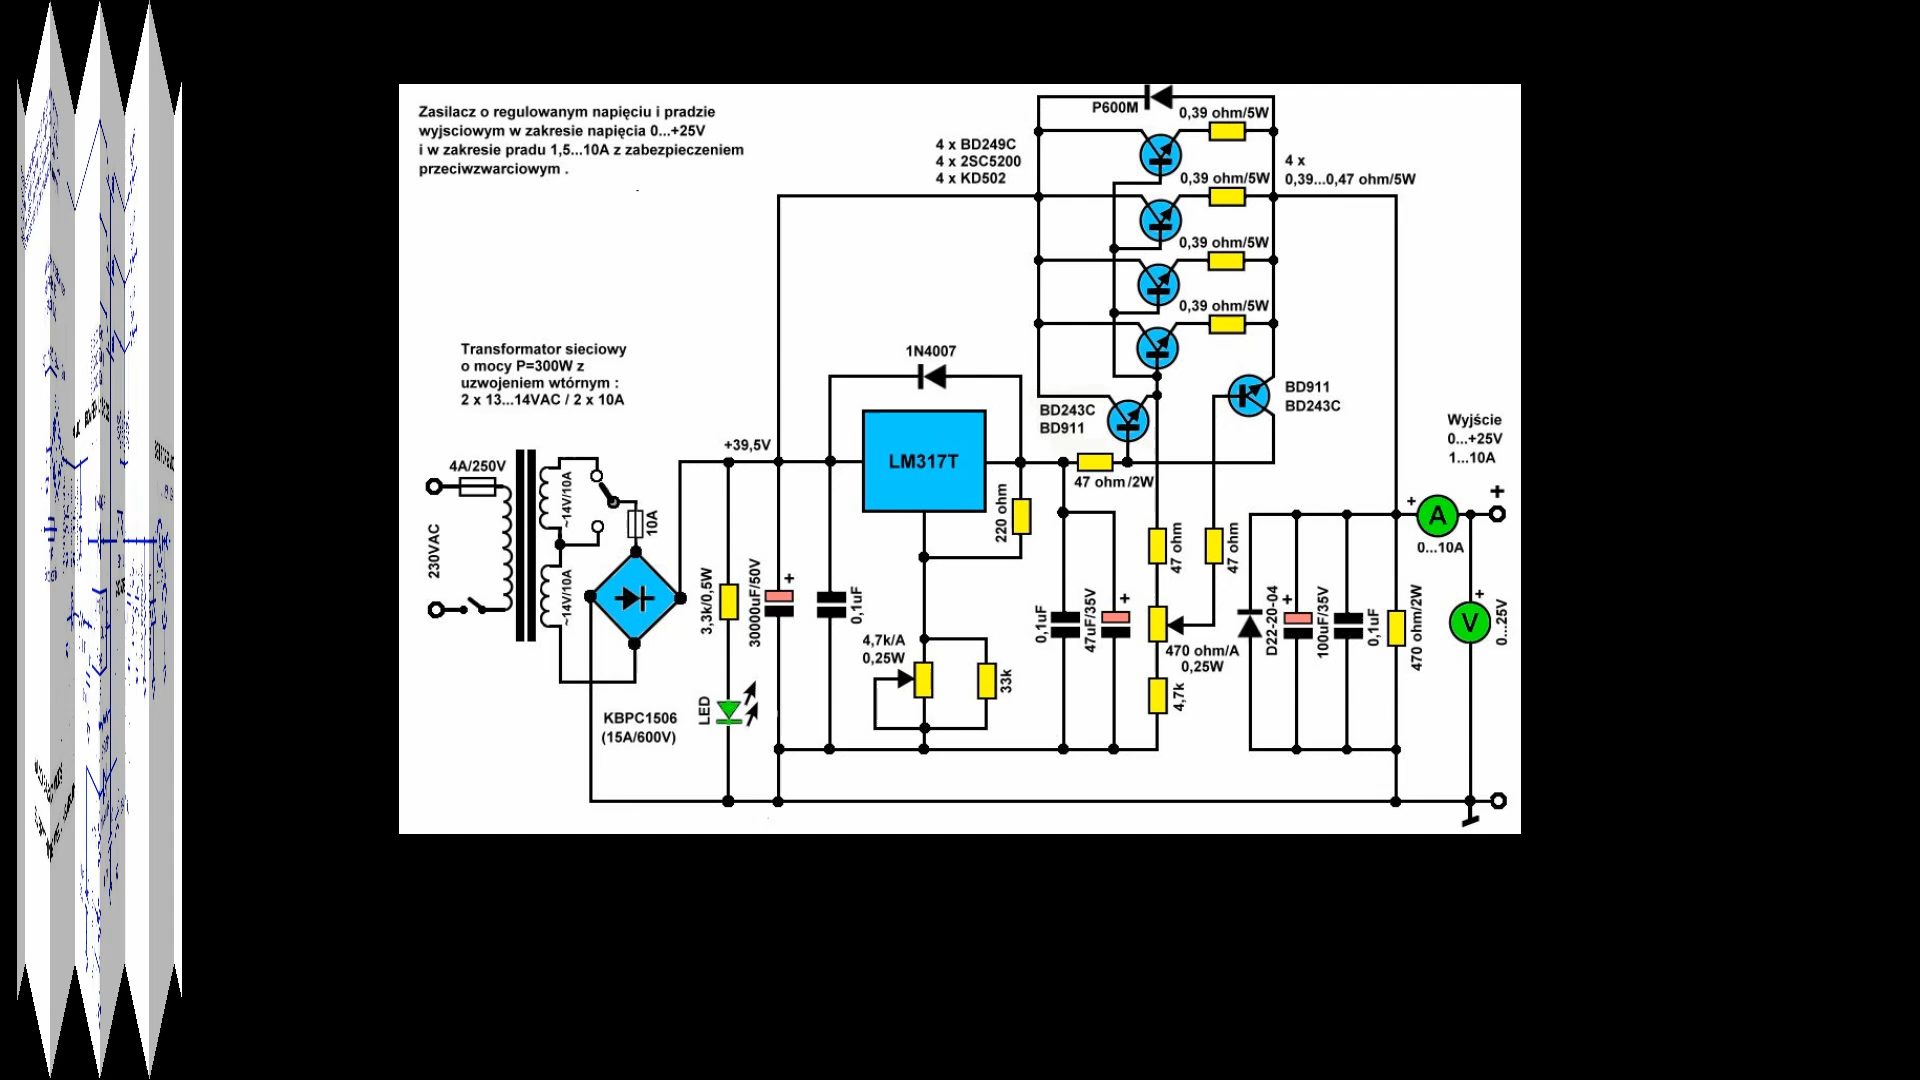 Zasilacz o regulowanym napięciu i pradzie
wyjsciowym w zakresie napięcia 0...+25V
i w zakresie pradu 1,5...10A z zabezpieczeniem
przeciwzwarciowym .
P600M
0,39 ohm/5W
4 x BD249C
4 x 2SC5200
4 x KD502
4 x
0,39...0,47 ohm/5W
0,39 ohm/5W
0,39 ohm/5W
0,39 ohm/5W
Transformator sieciowy
o mocy P=300W z
uzwojeniem wtórnym :
2 x 13...14VAC / 2 x 10A
1N4007
BD243C
BD911
BD911
BD243C
Wyjście
0...+25V
1...10A
+39,5V
LM317T
4A/250V
47 ohm/2W
~14V/10A
10A
220 ohm
230VAC
~14V/10A
47 ohm
47 ohm
+
+
A
0...10A
3,3k/0,5W
30000uF/50V
+
0,1uF
4,7k/A
0,25W
33k
0,1uF
47uF/35V
+
470 ohm/A
0,25W
4,7k
D22-20-04
+
100uF/35V
0,1uF
470 ohm/2W
+
V
0...25V
LED
KBPC1506
(15A/600V)